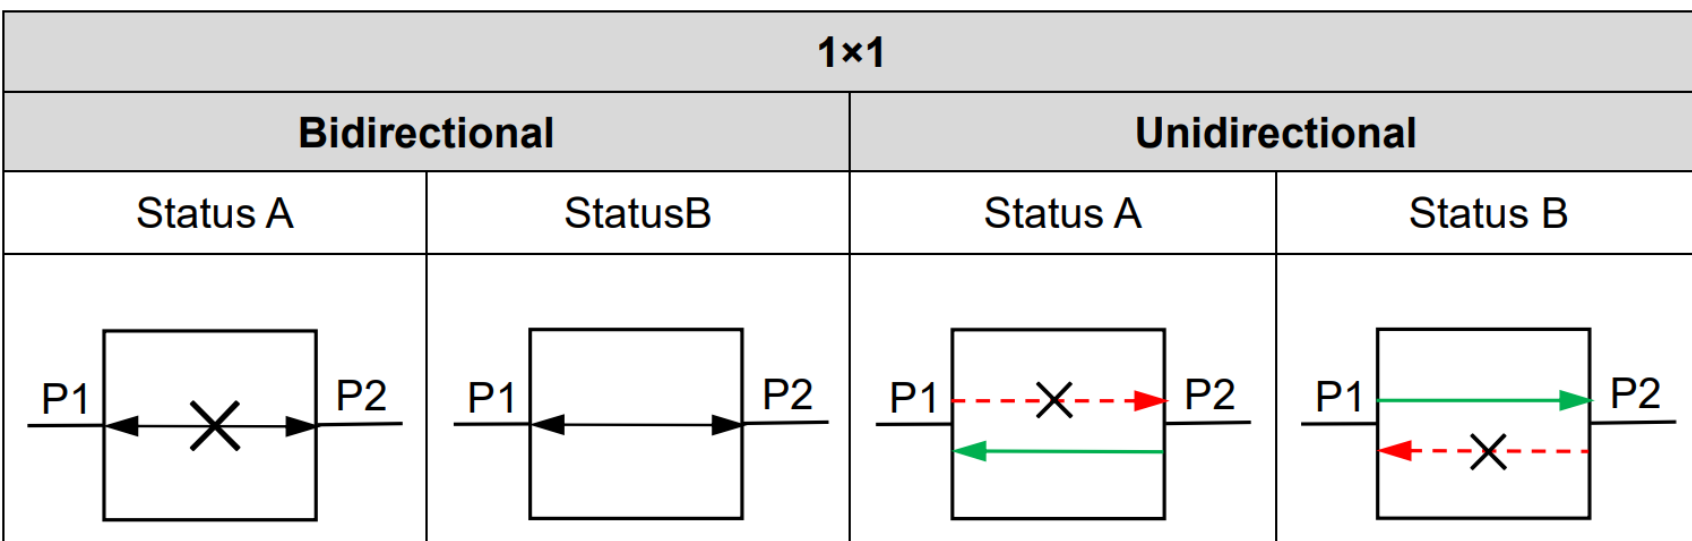 1×1
Bidirectional Unidirectional
Status A StatusB Status A Status B
P1 P2 P1 P2 P1 P2 P1 P2